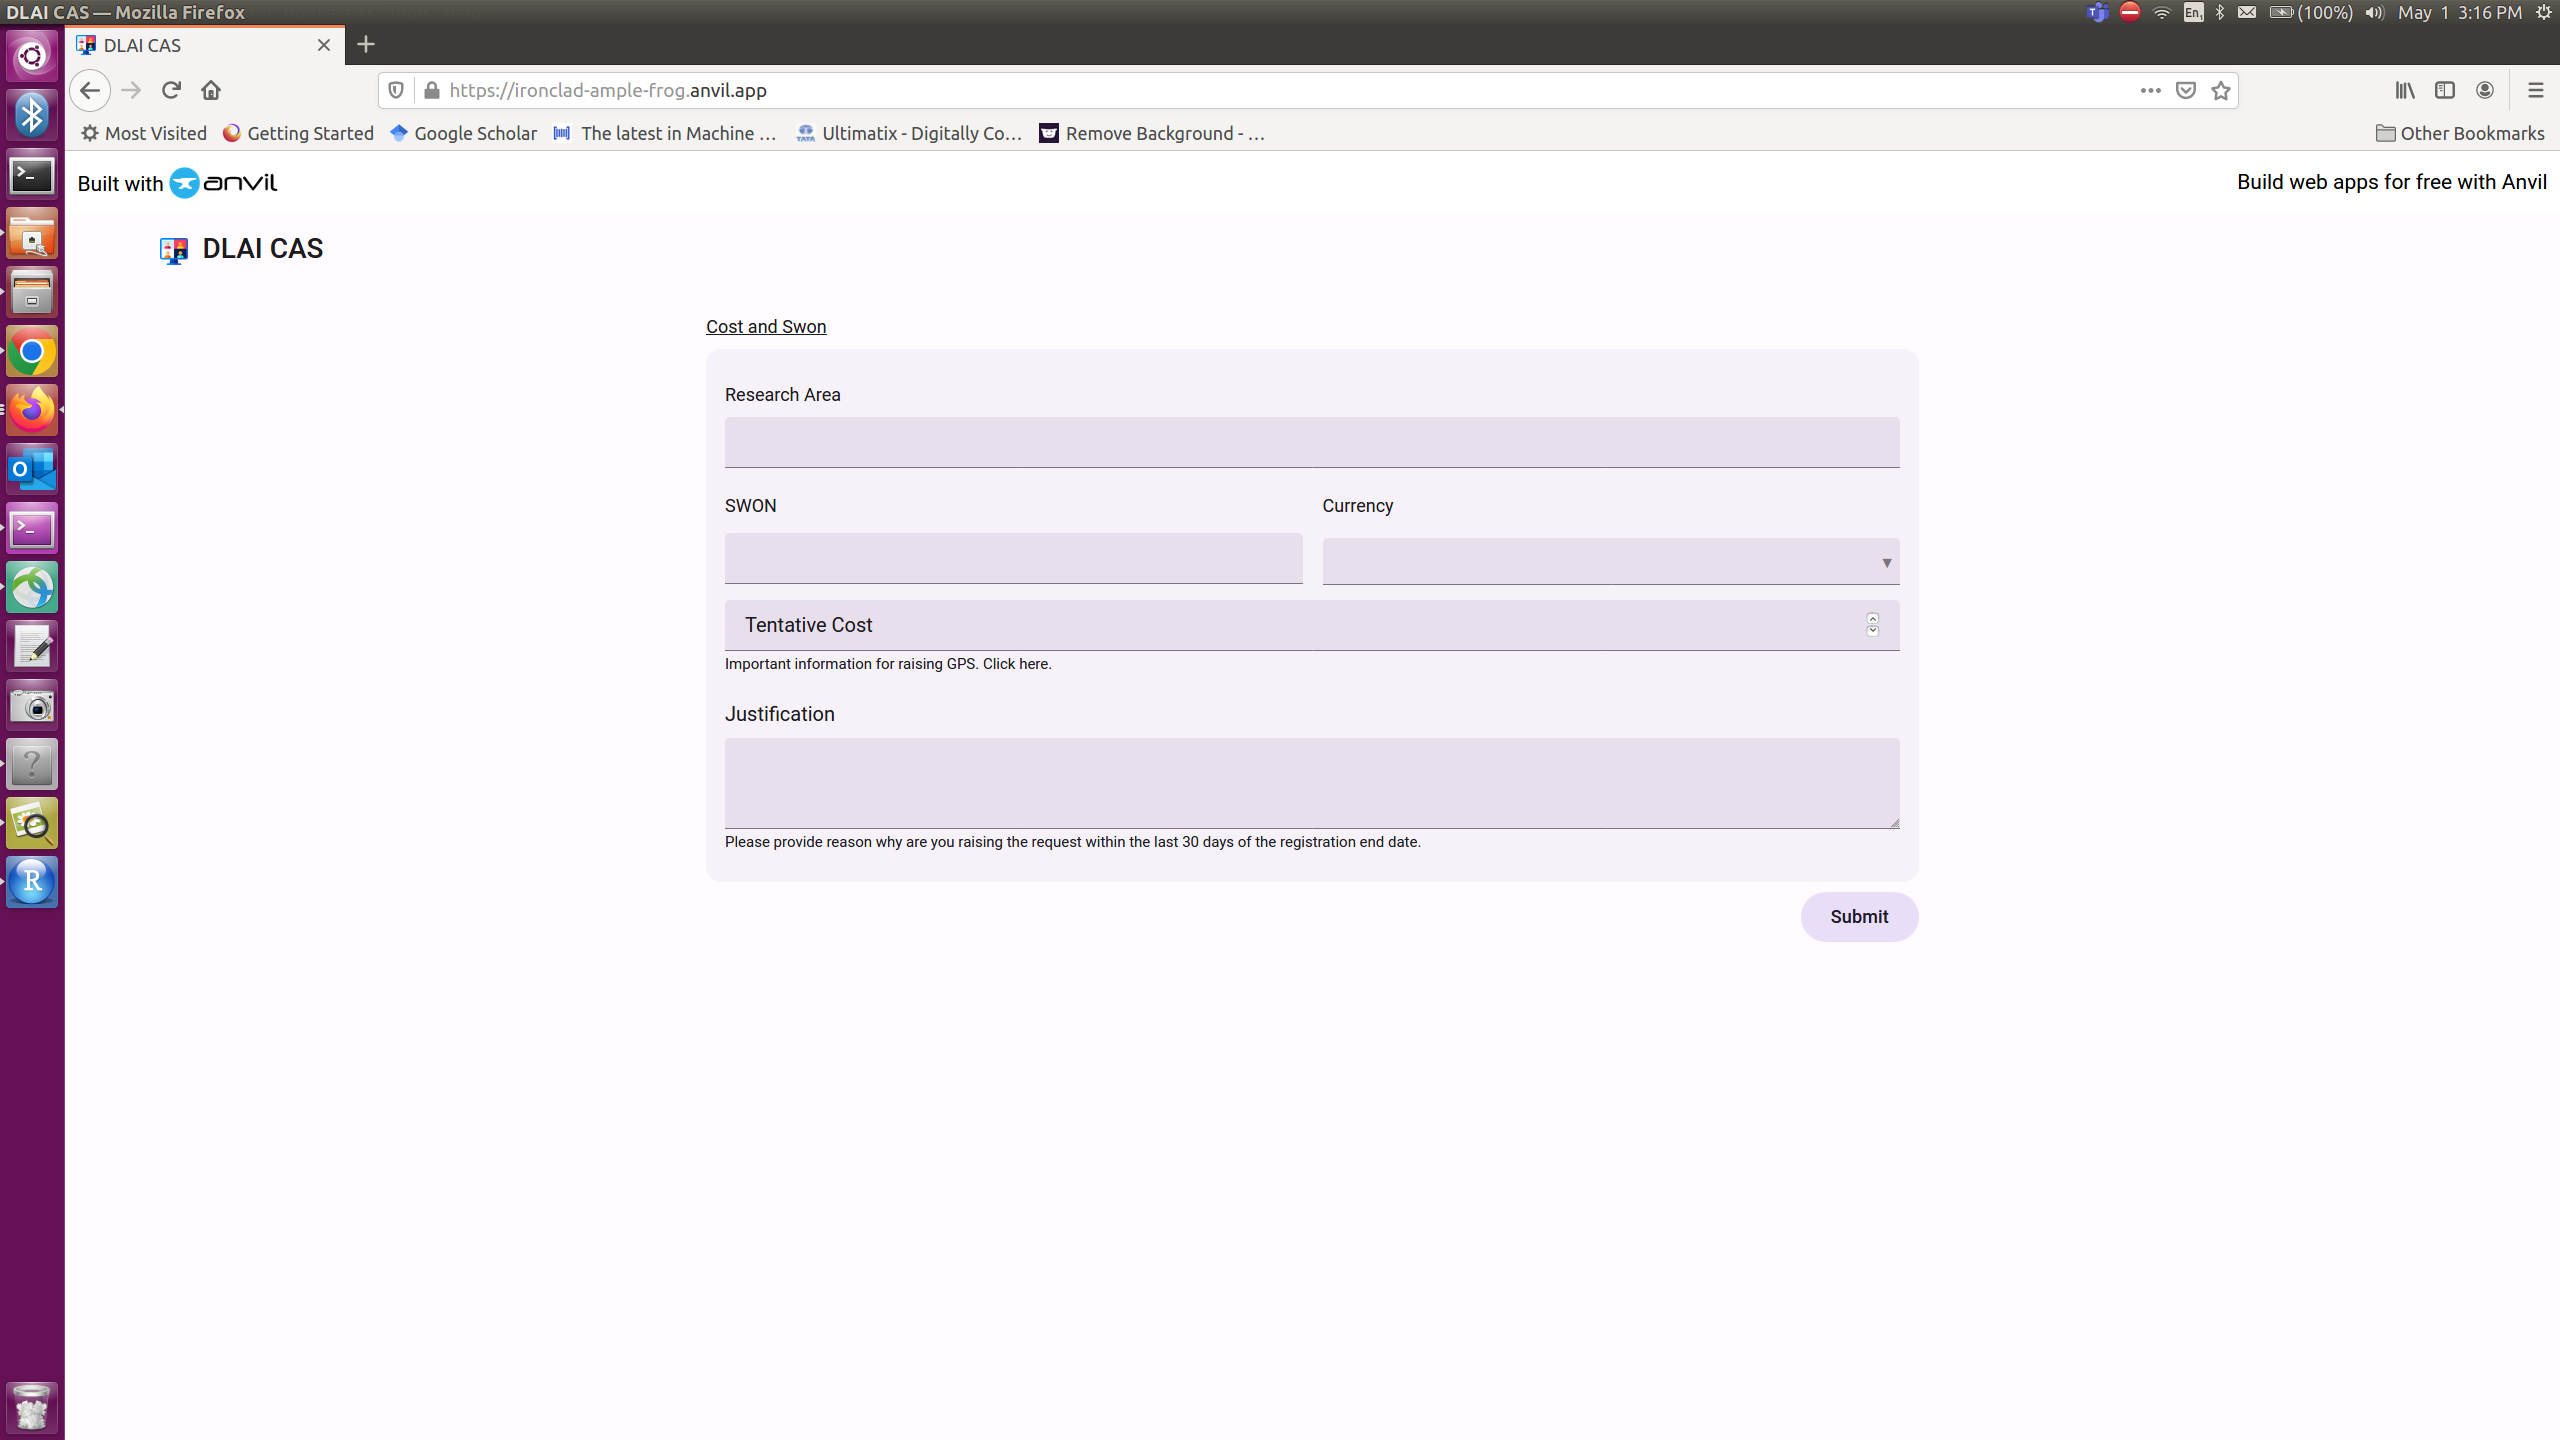 DLAI CAS — Mozilla Firefox
En1
(100%)
May 1 3:16 PM
DLAI CAS
https://ironclad-ample-frog.anvil.app
Most Visited
Getting Started
Google Scholar
The latest in Machine …
Ultimatix - Digitally Co…
Remove Background - …
Other Bookmarks
Built with anvil
Build web apps for free with Anvil
DLAI CAS
Cost and Swon
Research Area
SWON
Currency
Tentative Cost
Important information for raising GPS. Click here.
Justification
Please provide reason why are you raising the request within the last 30 days of the registration end date.
Submit